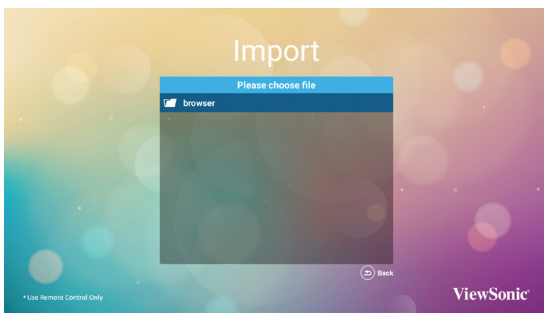 Import
Please choose file
browser
Back
* Use Remote Control Only
ViewSonic